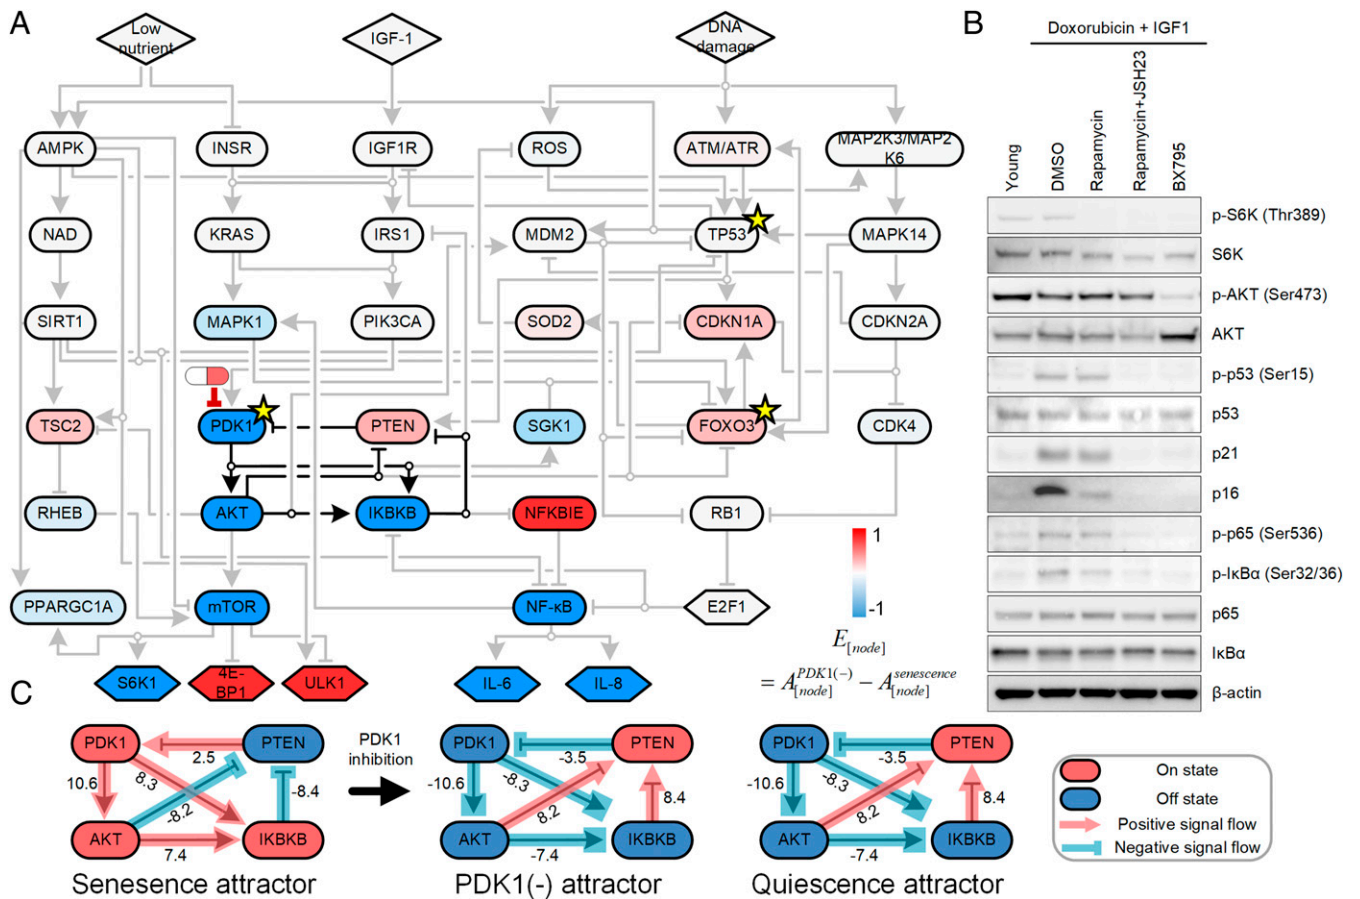 A
Low
nutrient
IGF-1
DNA
damage
AMPK
INSR
IGF1R
ROS
ATM/ATR
MAP2K3/MAP2
K6
NAD
KRAS
IRS1
MDM2
TP53
MAPK14
SIRT1
MAPK1
PIK3CA
SOD2
CDKN1A
CDKN2A
TSC2
PDK1
PTEN
SGK1
FOXO3
CDK4
RHEB
AKT
IKBKB
NFKBIE
RB1
PPARGC1A
mTOR
NF-κB
E2F1
S6K1
4E-
BP1
ULK1
IL-6
IL-8
1
-1
E[node]
= A[node]^PDK1(−) − A[node]^senescence
B
Doxorubicin + IGF1
Young
DMSO
Rapamycin
Rapamycin+JSH23
BX795
p-S6K (Thr389)
S6K
p-AKT (Ser473)
AKT
p-p53 (Ser15)
p53
p21
p16
p-p65 (Ser536)
p-IκBα (Ser32/36)
p65
IκBα
β-actin
C
PDK1
PTEN
2.5
10.6
8.3
-8.2
-8.4
AKT
IKBKB
7.4
Senesence attractor
PDK1
inhibition
PDK1
PTEN
-3.5
-10.6
-8.3
8.2
8.4
AKT
IKBKB
-7.4
PDK1(-) attractor
PDK1
PTEN
-3.5
-10.6
-8.3
8.2
8.4
AKT
IKBKB
-7.4
Quiescence attractor
On state
Off state
Positive signal flow
Negative signal flow